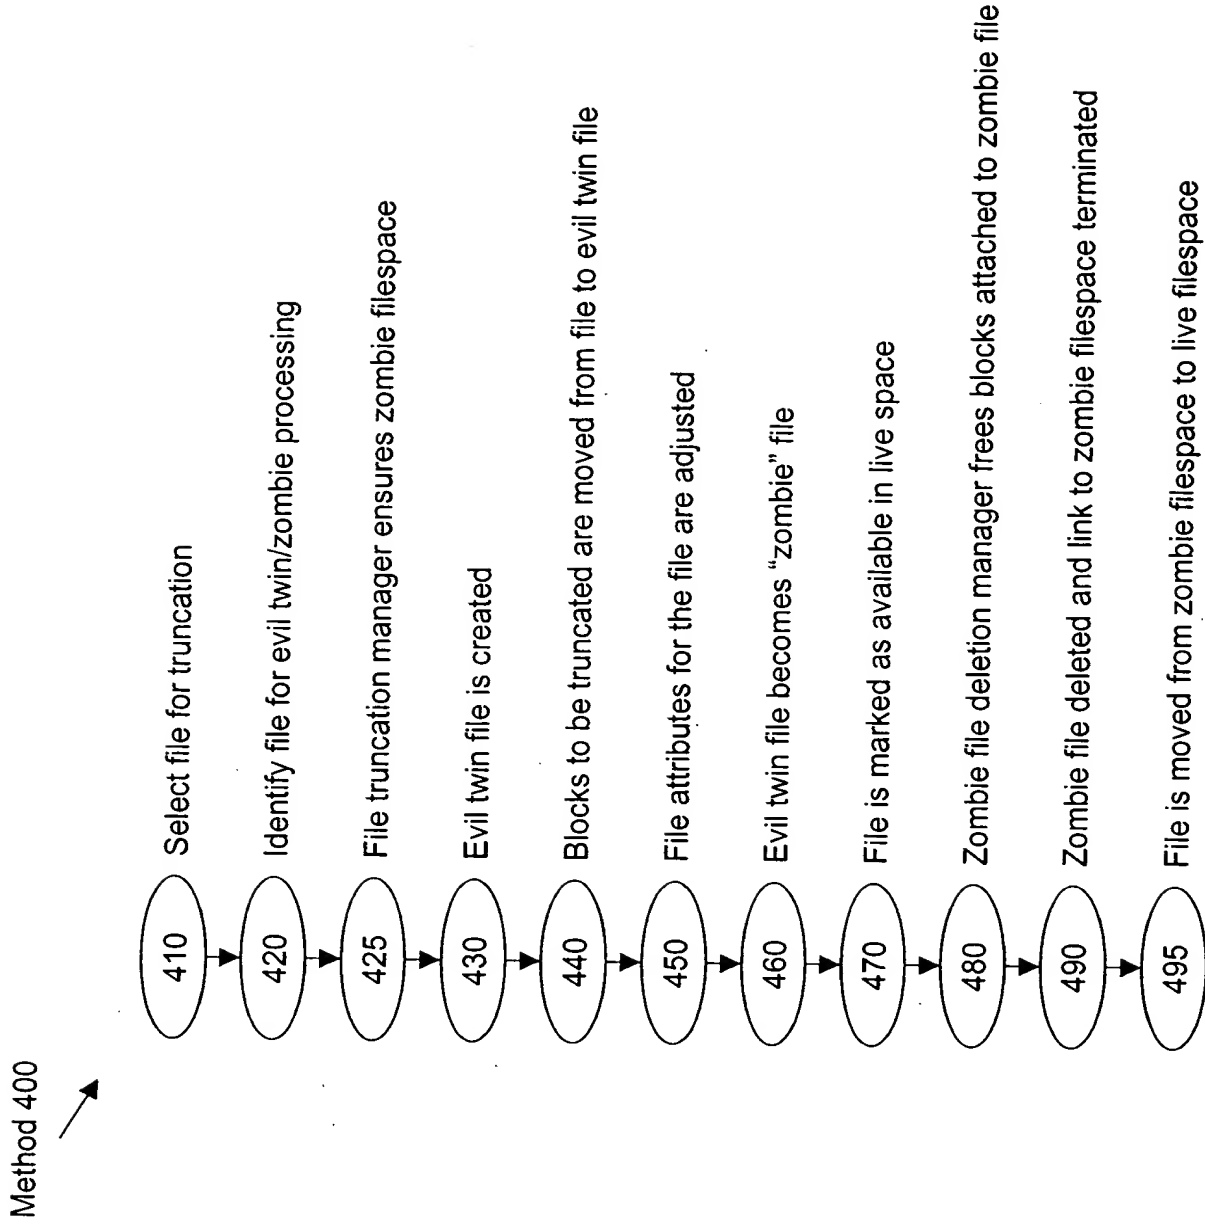 Method 400
410 Select file for truncation
420 Identify file for evil twin/zombie processing
425 File truncation manager ensures zombie filespace
430 Evil twin file is created
440 Blocks to be truncated are moved from file to evil twin file
450 File attributes for the file are adjusted
460 Evil twin file becomes “zombie” file
470 File is marked as available in live space
480 Zombie file deletion manager frees blocks attached to zombie file
490 Zombie file deleted and link to zombie filespace terminated
495 File is moved from zombie filespace to live filespace